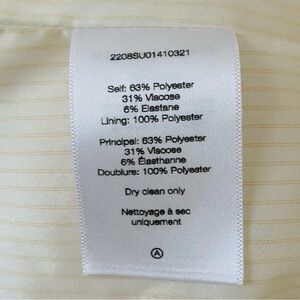 2208SU01410321
Self: 63% Polyester
31% Viscose
6% Elastane
Lining: 100% Polyester
Principal: 63% Polyester
31% Viscose
6% Élasthanne
Doublure: 100% Polyester
Dry clean only
Nettoyage à sec
uniquement
A